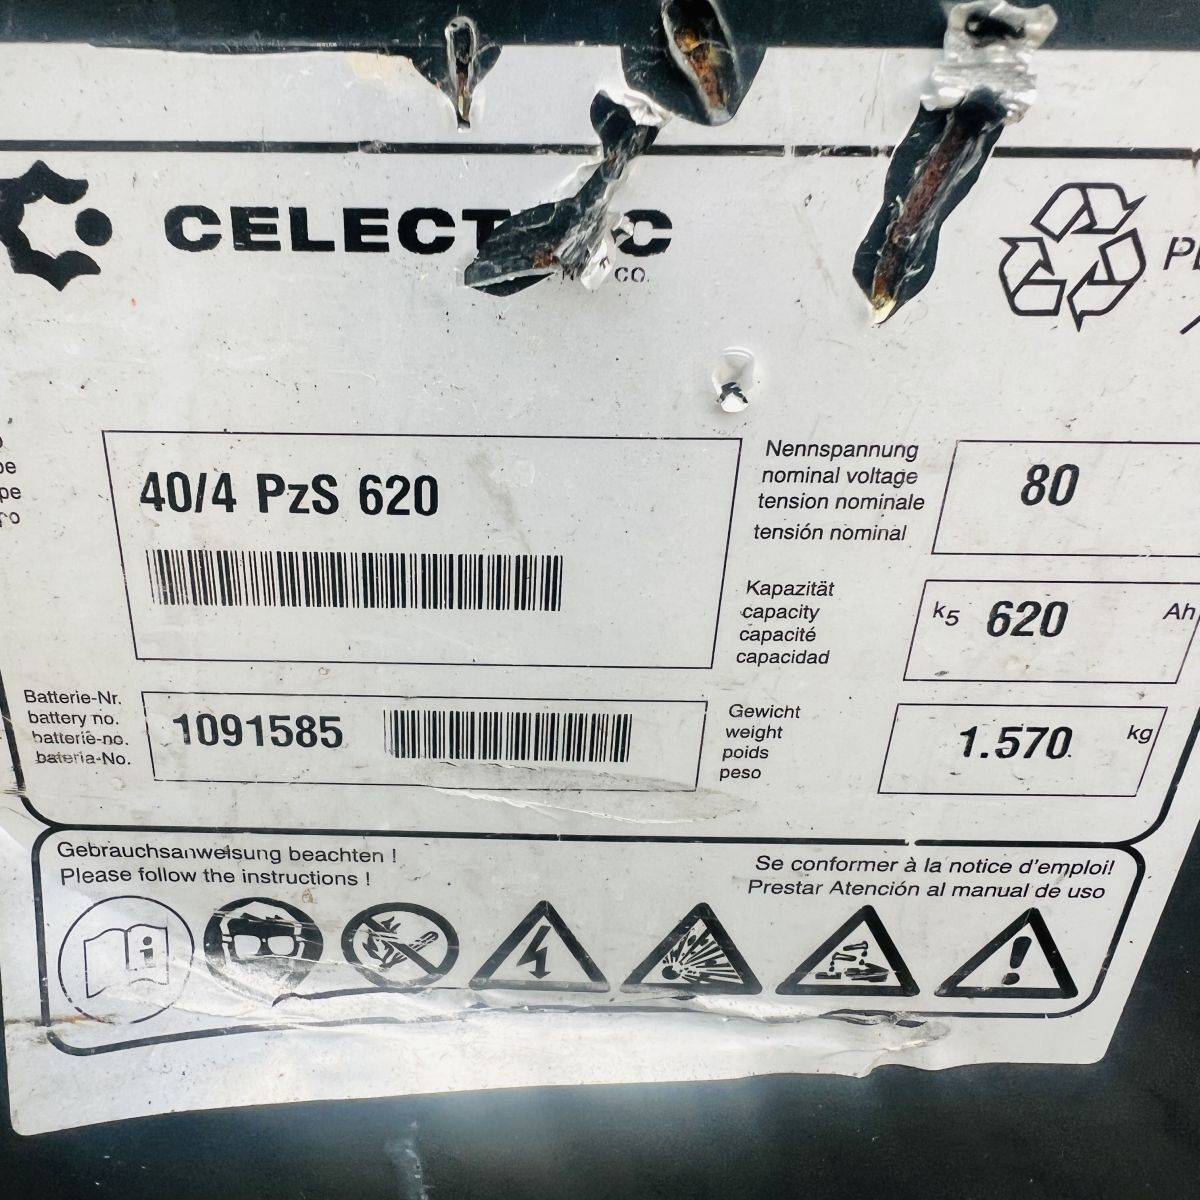 CELECT C
CO.
40/4 PzS 620
Nennspannung
nominal voltage
tension nominale
tensión nominal
80
Kapazität
capacity
capacité
capacidad
k5 620 Ah
Batterie-Nr.
battery no.
batterie-no.
bateria-No.
1091585
Gewicht
weight
poids
peso
1.570 kg
Gebrauchsanweisung beachten !
Please follow the instructions !
Se conformer à la notice d'emploi!
Prestar Atención al manual de uso